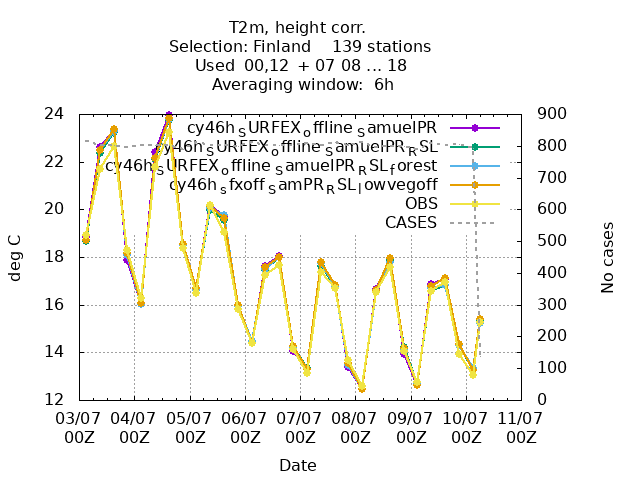 T2m, height corr.
Selection: Finland 139 stations
Used 00,12 + 07 08 ... 18
Averaging window: 6h
24
22
20
18
16
14
12
900
800
700
600
500
400
300
200
100
0
cy46h_SURFEX_offline_SamuelPR
cy46h_SURFEX_offline_SamuelPR_RSL
cy46h_SURFEX_offline_SamuelPR_RSL_forest
cy46h_sfxoff_SamPR_RSL_lowvegoff
OBS
CASES
deg C
No cases
03/07 04/07 05/07 06/07 07/07 08/07 09/07 10/07 11/07
00Z 00Z 00Z 00Z 00Z 00Z 00Z 00Z 00Z
Date